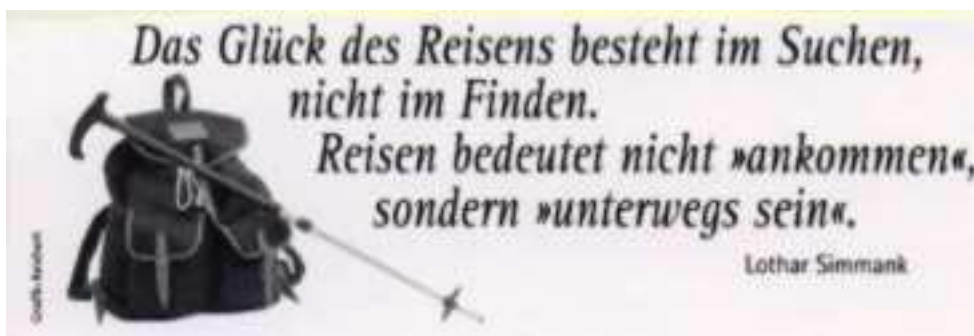 Das Glück des Reisens besteht im Suchen,
nicht im Finden.
Reisen bedeutet nicht »ankommen«,
sondern »unterwegs sein«.
Lothar Simmank